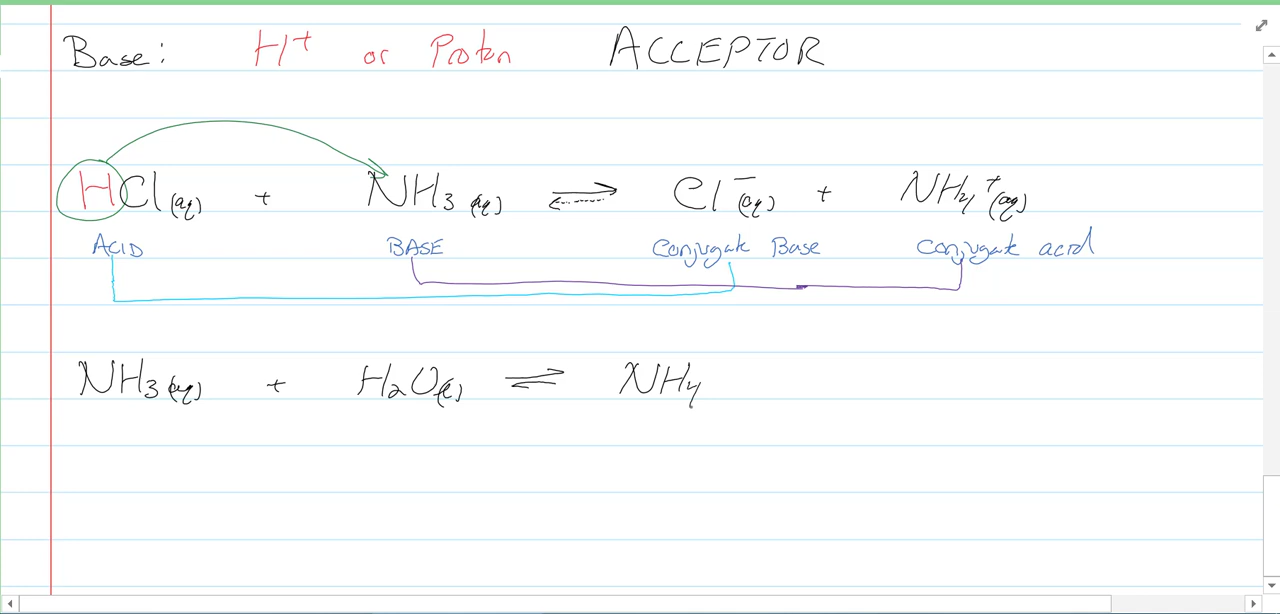 Base: H+ or Proton ACCEPTOR
HCl(aq) + NH3(aq) ⇌ Cl⁻(aq) + NH4⁺(aq)
ACID BASE Conjugate Base Conjugate acid
NH3(aq) + H2O(l) ⇌ NH4